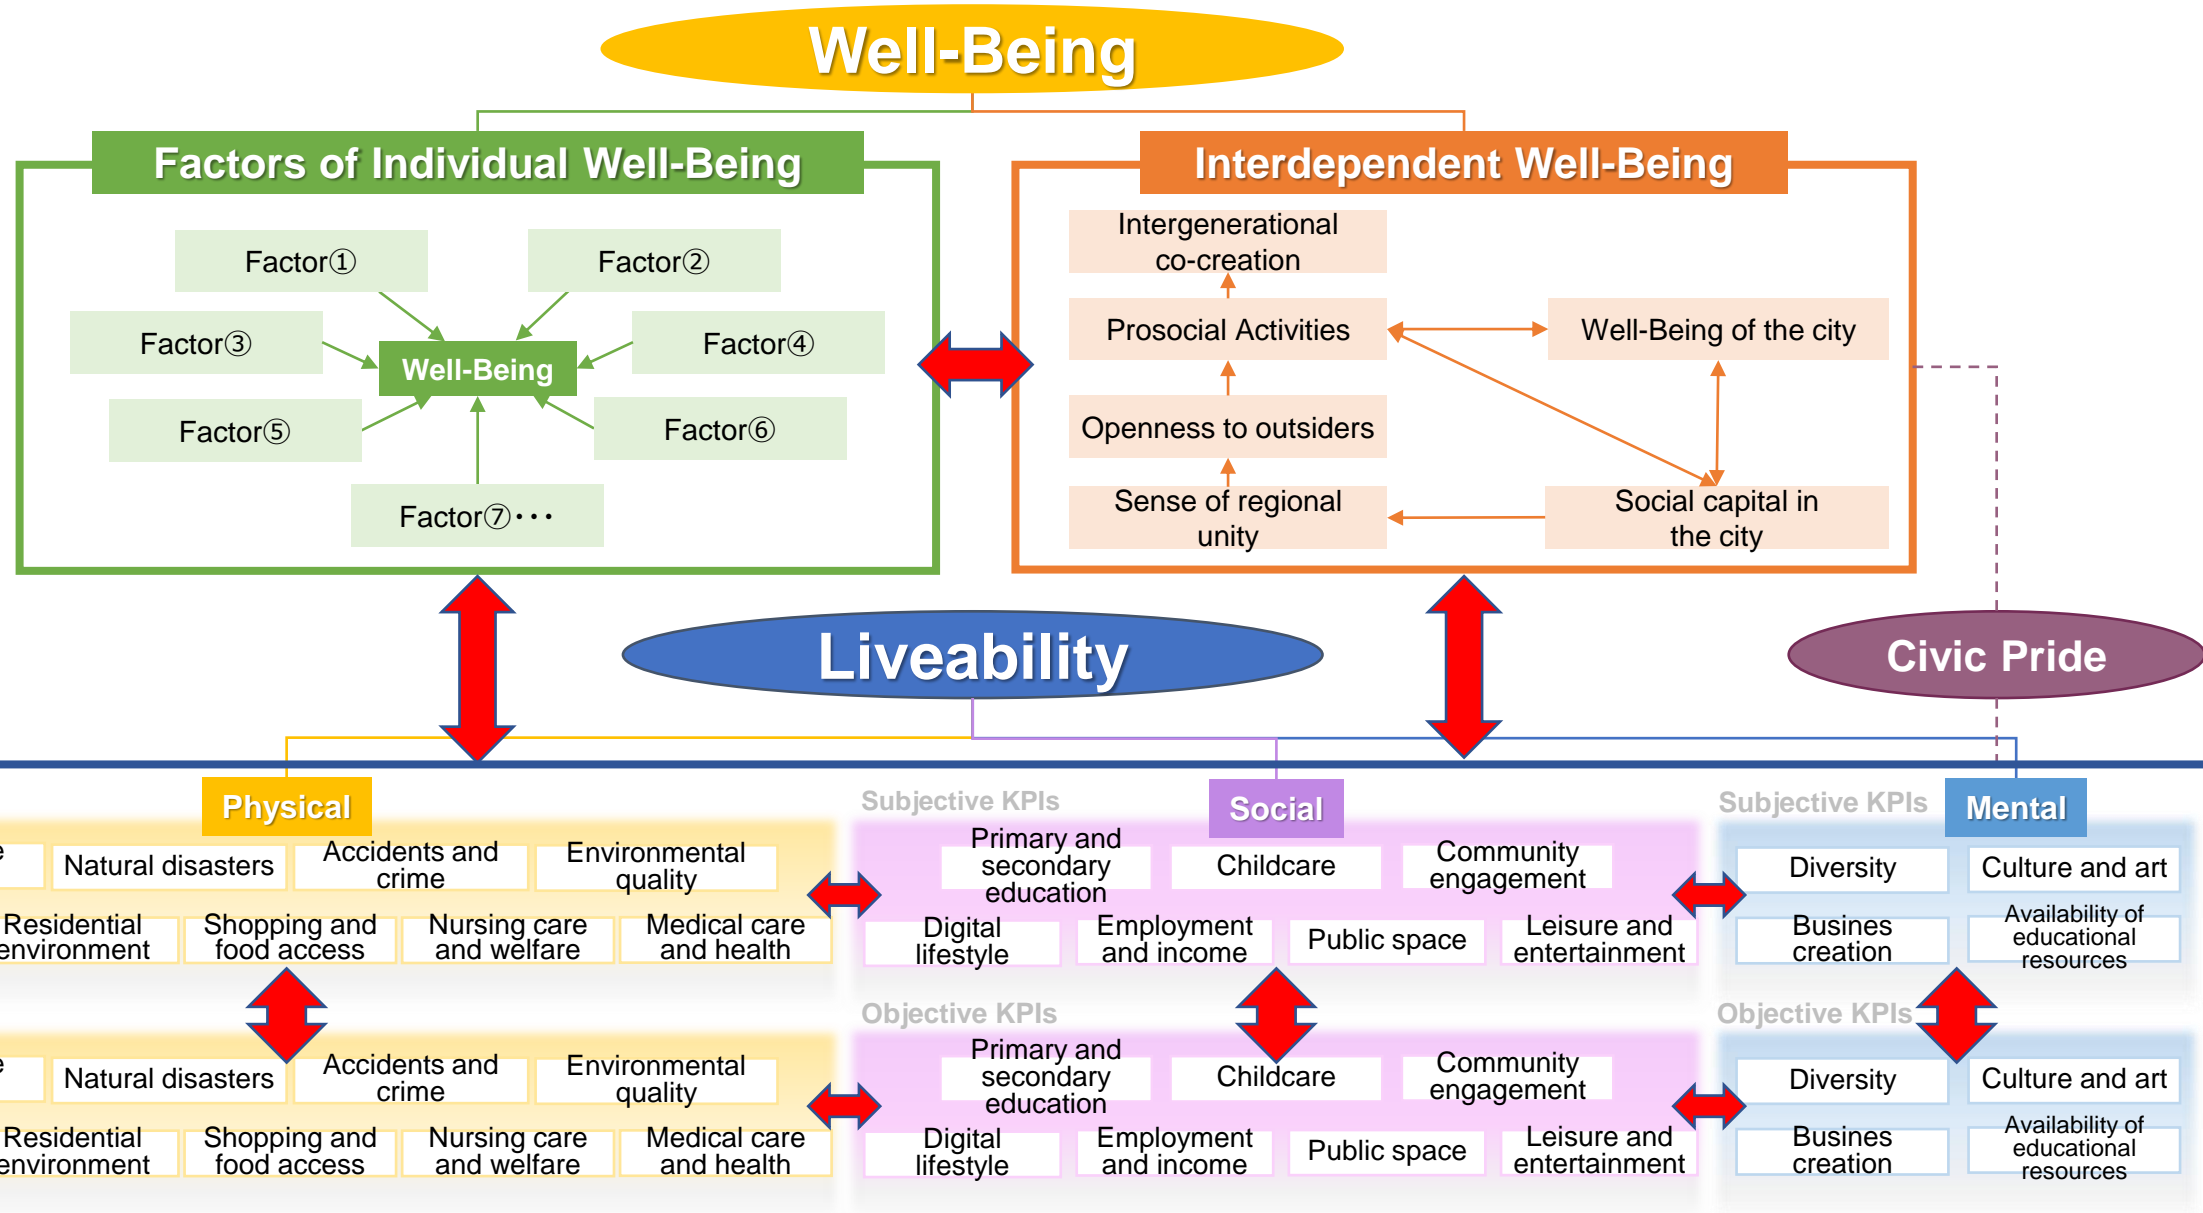 Well-Being
Factors of Individual Well-Being
Interdependent Well-Being
Factor①
Factor②
Factor③
Factor④
Well-Being
Factor⑤
Factor⑥
Factor⑦･･･
Intergenerational
co-creation
Prosocial Activities
Well-Being of the city
Openness to outsiders
Sense of regional
unity
Social capital in
the city
Liveability
Civic Pride
Physical
Subjective KPIs
Social
Subjective KPIs
Mental
Natural disasters
Accidents and
crime
Environmental
quality
Primary and
secondary
education
Childcare
Community
engagement
Diversity
Culture and art
Residential
environment
Shopping and
food access
Nursing care
and welfare
Medical care
and health
Digital
lifestyle
Employment
and income
Public space
Leisure and
entertainment
Busines
creation
Availability of
educational
resources
Objective KPIs
Objective KPIs
Natural disasters
Accidents and
crime
Environmental
quality
Primary and
secondary
education
Childcare
Community
engagement
Diversity
Culture and art
Residential
environment
Shopping and
food access
Nursing care
and welfare
Medical care
and health
Digital
lifestyle
Employment
and income
Public space
Leisure and
entertainment
Busines
creation
Availability of
educational
resources